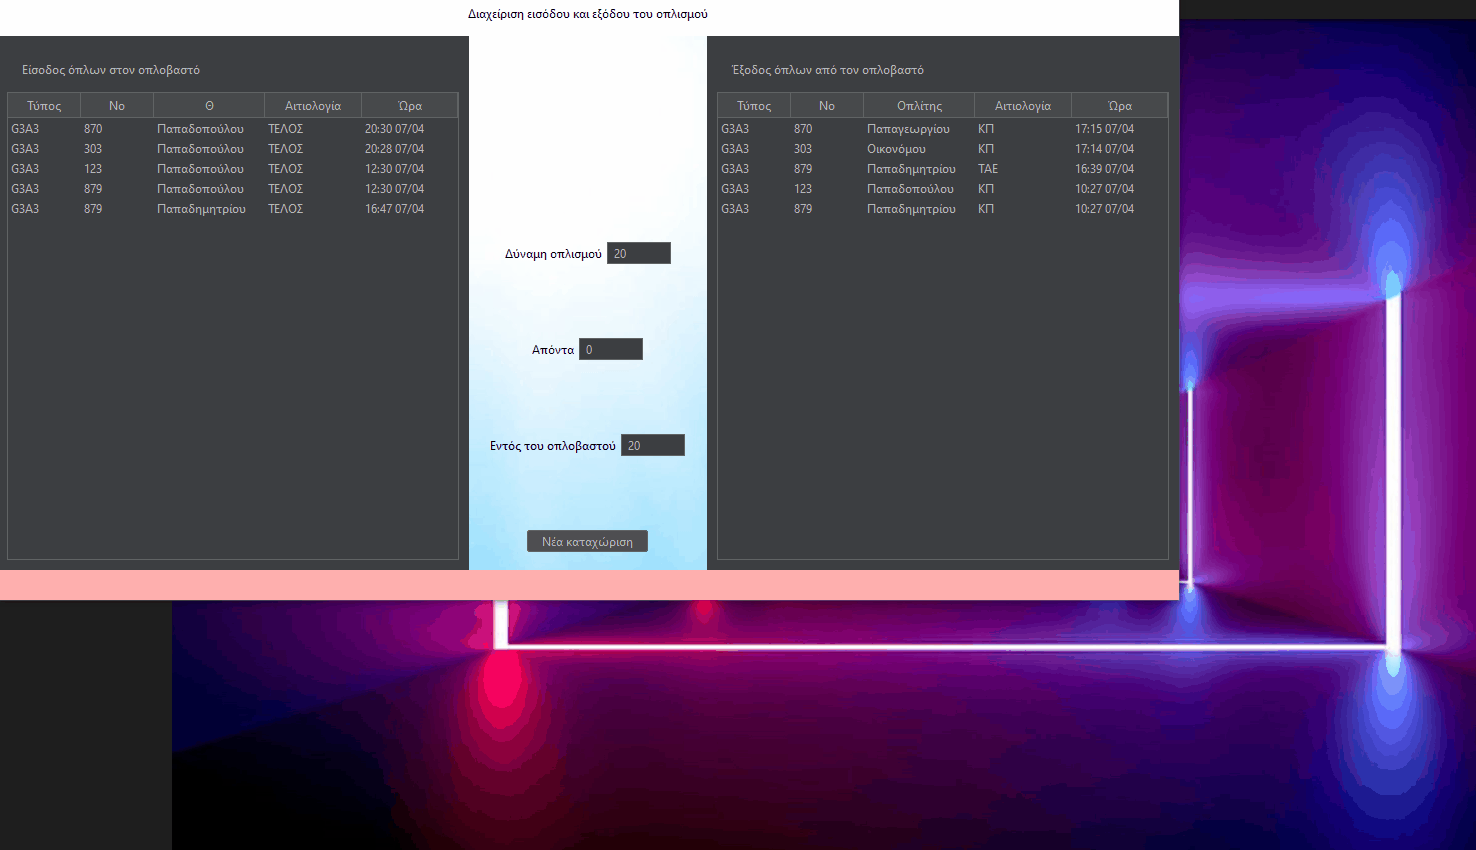 Διαχείριση εισόδου και εξόδου του οπλισμού
Είσοδος όπλων στον οπλοβαστό
Τύπος Νο Θ Αιτιολογία Ώρα
G3A3 870 Παπαδοπούλου ΤΕΛΟΣ 20:30 07/04
G3A3 303 Παπαδοπούλου ΤΕΛΟΣ 20:28 07/04
G3A3 123 Παπαδοπούλου ΤΕΛΟΣ 12:30 07/04
G3A3 879 Παπαδοπούλου ΤΕΛΟΣ 12:30 07/04
G3A3 879 Παπαδημητρίου ΤΕΛΟΣ 16:47 07/04
Δύναμη οπλισμού 20
Απόντα 0
Εντός του οπλοβαστού 20
Νέα καταχώριση
Έξοδος όπλων από τον οπλοβαστό
Τύπος Νο Οπλίτης Αιτιολογία Ώρα
G3A3 870 Παπαγεωργίου ΚΠ 17:15 07/04
G3A3 303 Οικονόμου ΚΠ 17:14 07/04
G3A3 879 Παπαδημητρίου ΤΑΕ 16:39 07/04
G3A3 123 Παπαδοπούλου ΚΠ 10:27 07/04
G3A3 879 Παπαδημητρίου ΚΠ 10:27 07/04